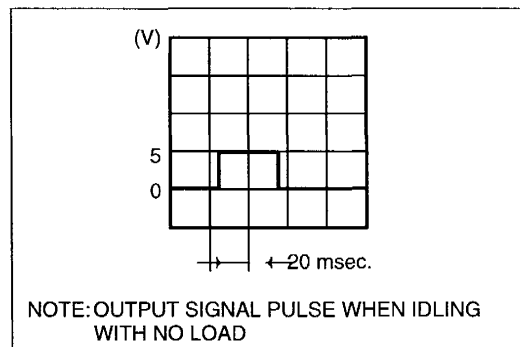 (V)
5
0
20 msec.
NOTE: OUTPUT SIGNAL PULSE WHEN IDLING
WITH NO LOAD